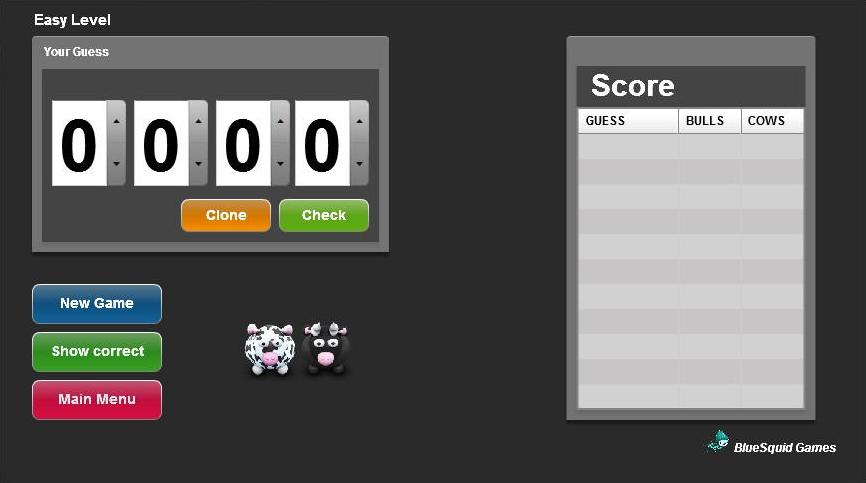 Easy Level
Your Guess
0 0 0 0
Clone Check
New Game
Show correct
Main Menu
Score
GUESS BULLS COWS
BlueSquid Games